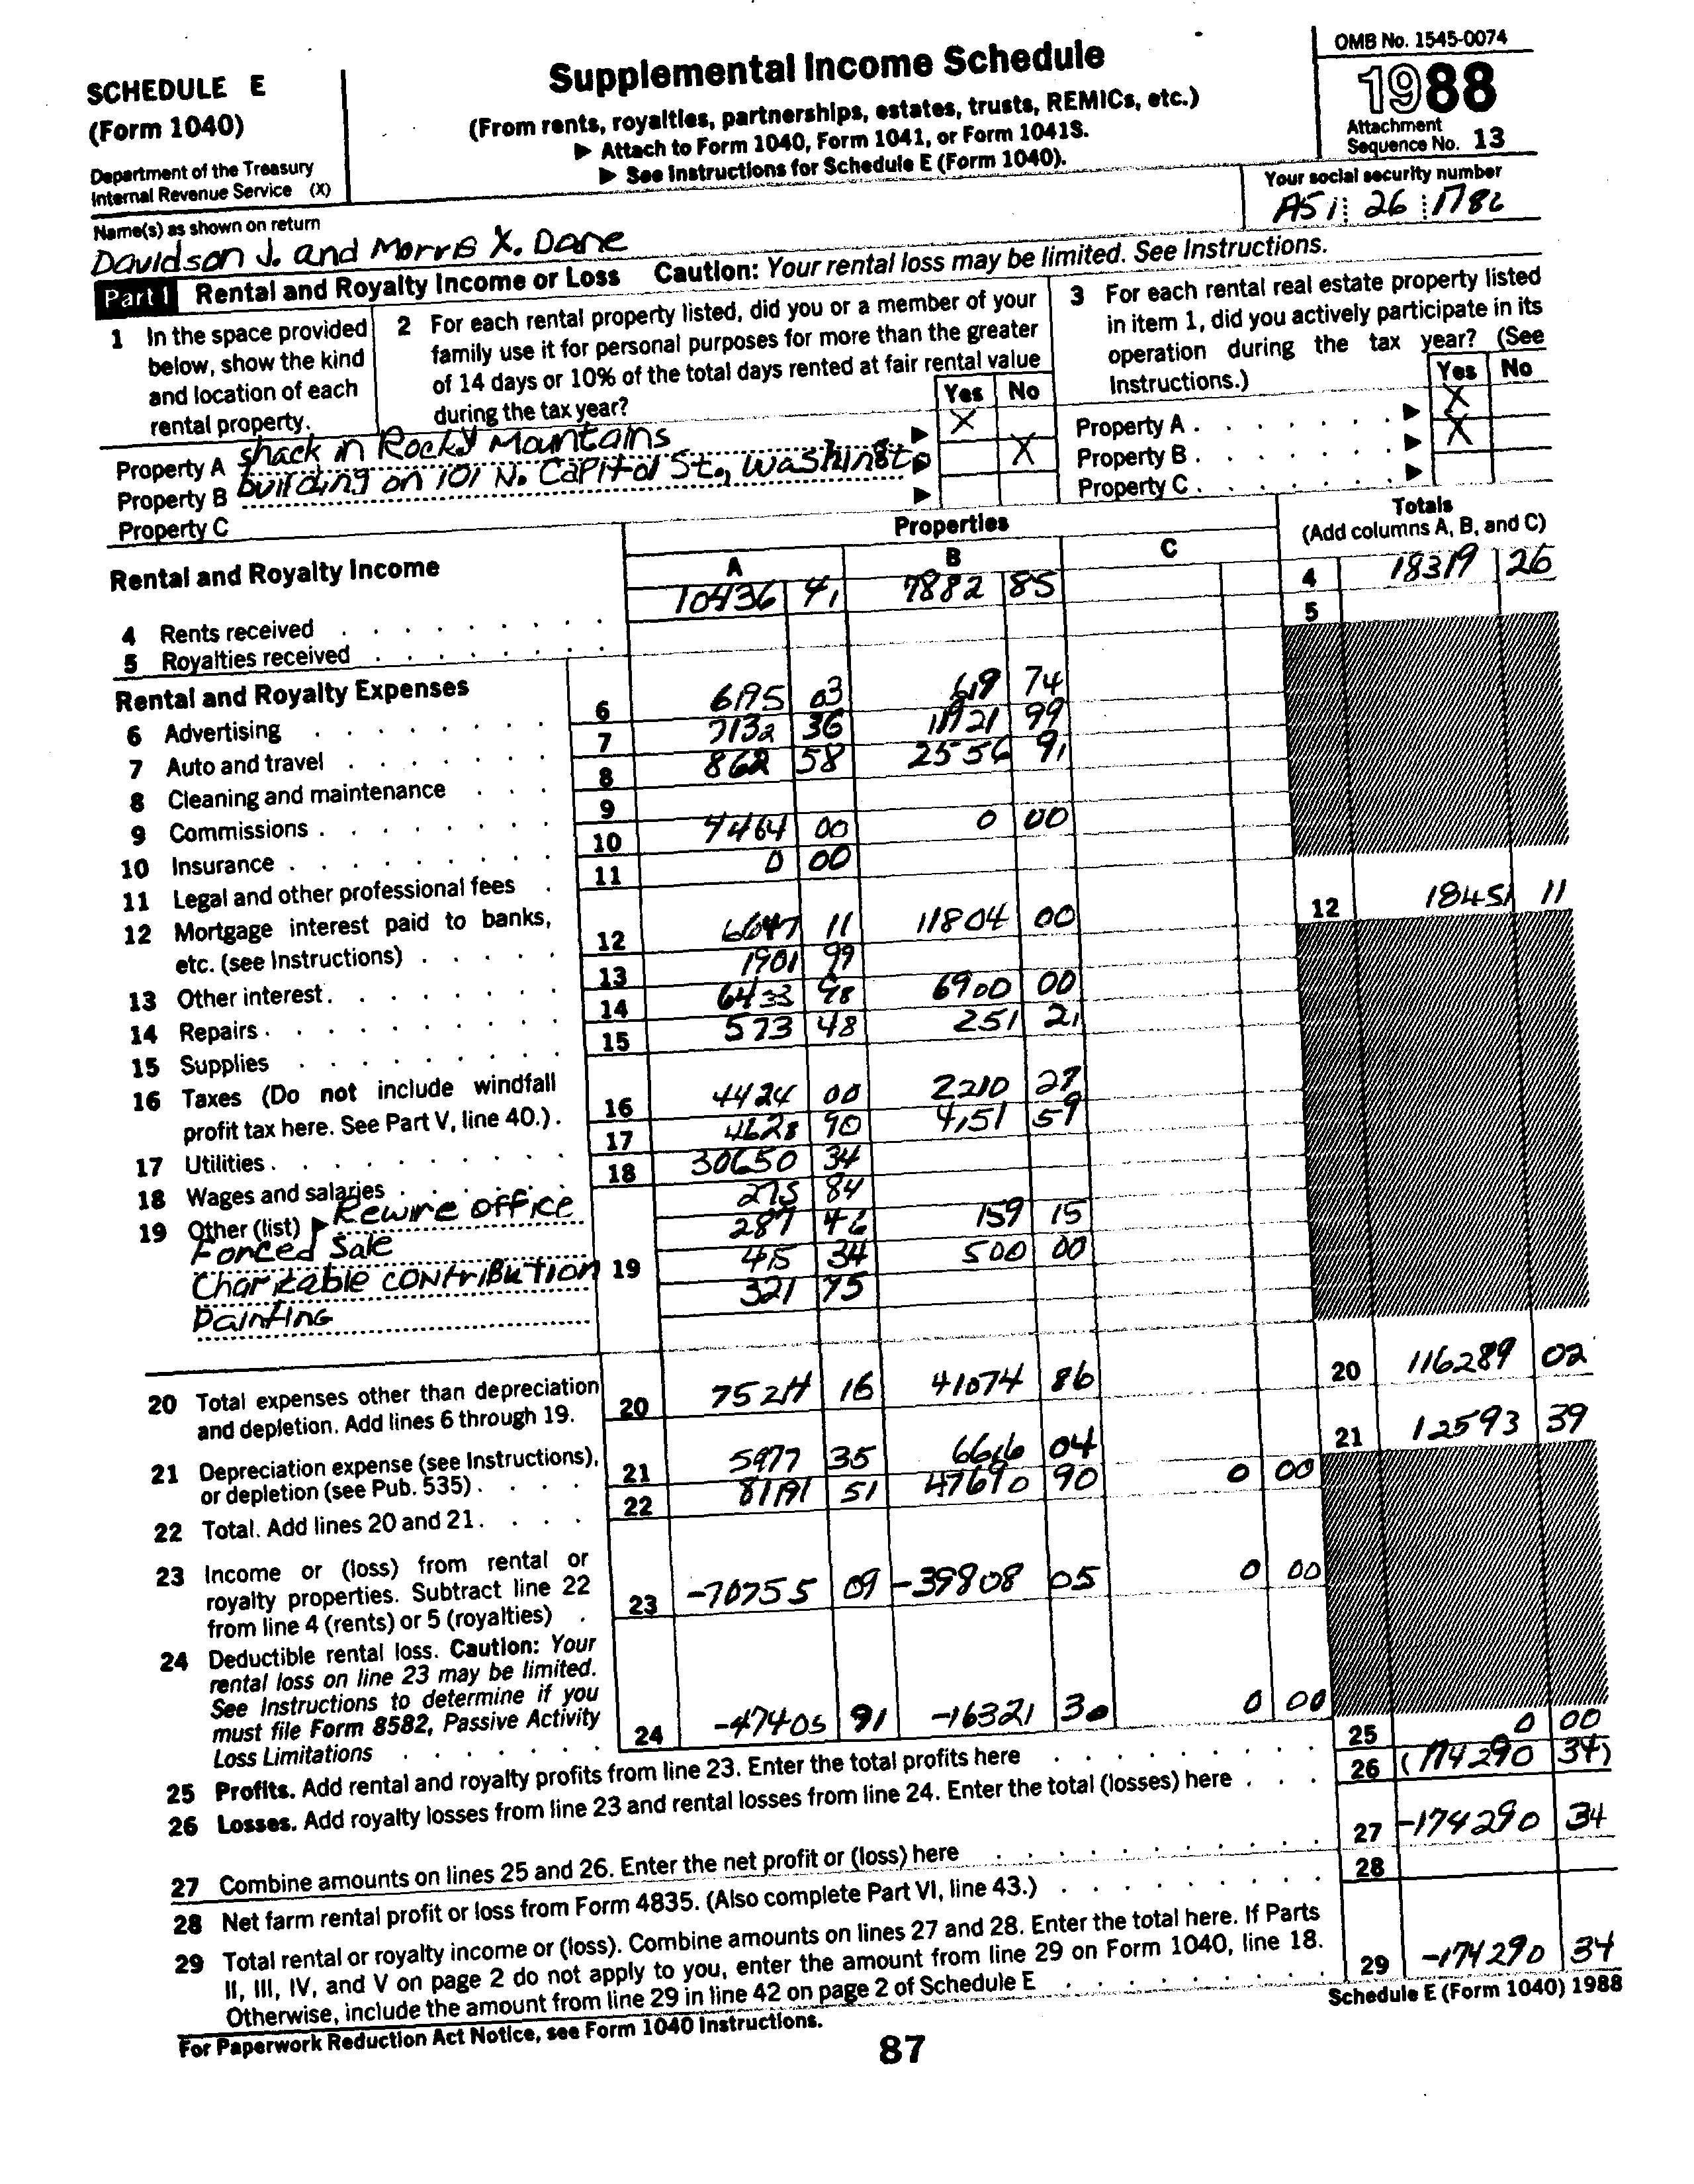 SCHEDULE E
(Form 1040)
Department of the Treasury
Internal Revenue Service (X)
Supplemental Income Schedule
(From rents, royalties, partnerships, estates, trusts, REMICs, etc.)
▶ Attach to Form 1040, Form 1041, or Form 1041S.
▶ See Instructions for Schedule E (Form 1040).
OMB No. 1545-0074
1988
Attachment
Sequence No. 13
Name(s) as shown on return
Davidson J. and Morris X. Dane
Your social security number
26
Part I Rental and Royalty Income or Loss Caution: Your rental loss may be limited. See Instructions.
1 In the space provided
below, show the kind
and location of each
rental property.
2 For each rental property listed, did you or a member of your
family use it for personal purposes for more than the greater
of 14 days or 10% of the total days rented at fair rental value
during the tax year?
Yes No
3 For each rental real estate property listed
in item 1, did you actively participate in its
operation during the tax year? (See
Instructions.)
Yes No
Property A shack in Rocky Mountains ▶ X Property A ▶ X
Property B building on 101 N. Capitol St., Washingt ▶ X Property B ▶ X
Property C ▶ Property C ▶
Properties
Totals
(Add columns A, B, and C)
Rental and Royalty Income
A B C
4 Rents received 10436 41 7882 85 4 18319 26
5 Royalties received 5
Rental and Royalty Expenses
6 Advertising 6 6195 03 619 74
7 Auto and travel 7 7132 36 11921 99
8 Cleaning and maintenance 8 862 58 2556 91
9 Commissions 9
10 Insurance 10 7464 00 0 00
11 Legal and other professional fees 11 0 00
12 Mortgage interest paid to banks,
etc. (see Instructions) 12 6647 11 11804 00 12 18451 11
13 Other interest 13 1901 99
14 Repairs 14 6433 98 6900 00
15 Supplies 15 573 48 251 21
16 Taxes (Do not include windfall
profit tax here. See Part V, line 40.) 16 4424 00 2210 27
17 Utilities 17 4628 90 4151 59
18 Wages and salaries 18 30650 34
19 Other (list) ▶ Rewire office 275 84
Forced Sale 287 46 159 15
Charitable contribution 19 415 34 500 00
Painting 321 75
20 Total expenses other than depreciation
and depletion. Add lines 6 through 19. 20 75214 16 41074 86 20 116289 02
21 Depreciation expense (see Instructions),
or depletion (see Pub. 535) 21 5977 35 6616 04 21 12593 39
22 Total. Add lines 20 and 21 22 81191 51 47690 90 0 00
23 Income or (loss) from rental or
royalty properties. Subtract line 22
from line 4 (rents) or 5 (royalties) 23 -70755 09 -39808 05 0 00
24 Deductible rental loss. Caution: Your
rental loss on line 23 may be limited.
See Instructions to determine if you
must file Form 8582, Passive Activity
Loss Limitations 24 -47405 91 -16321 30 0 00
25 Profits. Add rental and royalty profits from line 23. Enter the total profits here 25 0 00
26 Losses. Add royalty losses from line 23 and rental losses from line 24. Enter the total (losses) here 26 (174290 34)
27 Combine amounts on lines 25 and 26. Enter the net profit or (loss) here 27 -174290 34
28 Net farm rental profit or loss from Form 4835. (Also complete Part VI, line 43.) 28
29 Total rental or royalty income or (loss). Combine amounts on lines 27 and 28. Enter the total here. If Parts
II, III, IV, and V on page 2 do not apply to you, enter the amount from line 29 on Form 1040, line 18.
Otherwise, include the amount from line 29 in line 42 on page 2 of Schedule E 29 -174290 34
For Paperwork Reduction Act Notice, see Form 1040 Instructions.
Schedule E (Form 1040) 1988
87